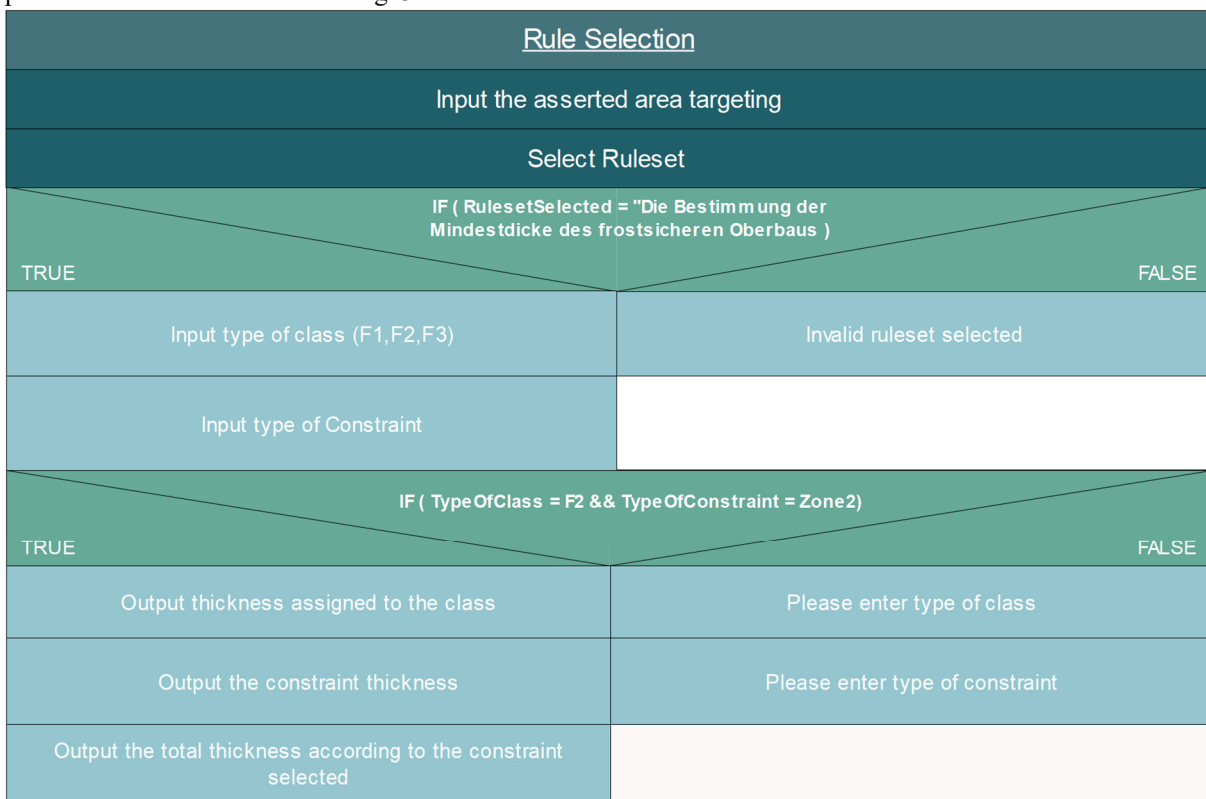 Rule Selection
Input the asserted area targeting
Select Ruleset
IF ( RulesetSelected = "Die Bestimmung der
Mindestdicke des frostsicheren Oberbaus )
TRUE
FALSE
Input type of class (F1,F2,F3)
Invalid ruleset selected
Input type of Constraint
IF ( TypeOfClass = F2 && TypeOfConstraint = Zone2)
TRUE
FALSE
Output thickness assigned to the class
Please enter type of class
Output the constraint thickness
Please enter type of constraint
Output the total thickness according to the constraint
selected